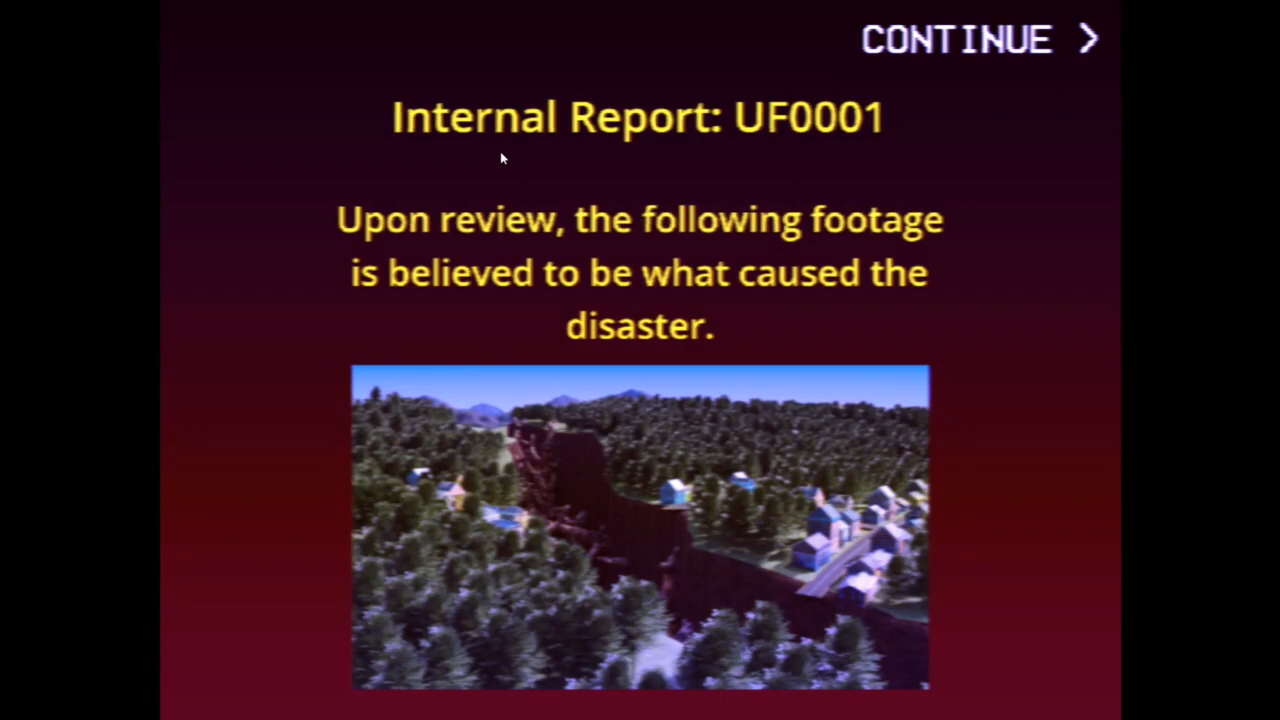 CONTINUE >
Internal Report: UF0001
Upon review, the following footage
is believed to be what caused the
disaster.